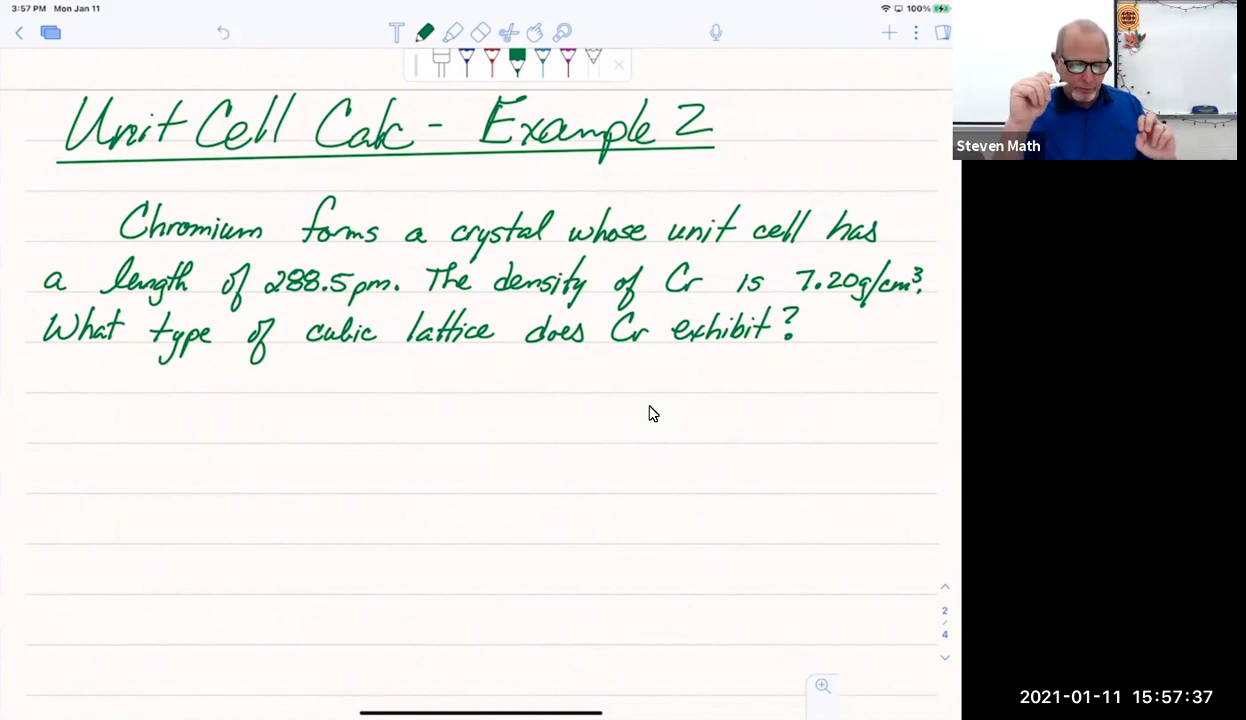 3:57 PM Mon Jan 11
100%
Unit Cell Calc - Example 2
Chromium forms a crystal whose unit cell has
a length of 288.5pm. The density of Cr is 7.20g/cm³.
What type of cubic lattice does Cr exhibit?
Steven Math
2
/
4
2021-01-11 15:57:37